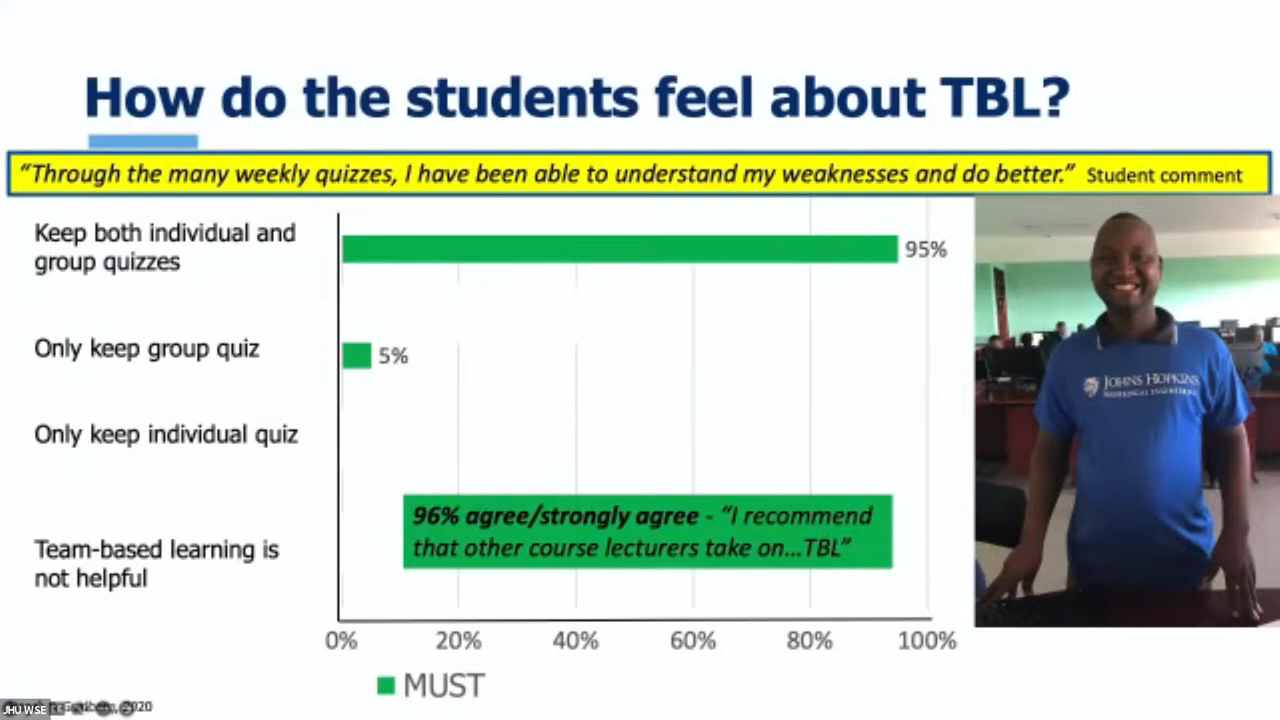 How do the students feel about TBL?
“Through the many weekly quizzes, I have been able to understand my weaknesses and do better.” Student comment
Keep both individual and
group quizzes
95%
Only keep group quiz
5%
Only keep individual quiz
96% agree/strongly agree - “I recommend
that other course lecturers take on...TBL”
Team-based learning is
not helpful
0% 20% 40% 60% 80% 100%
MUST
JOHNS HOPKINS
BIOMEDICAL ENGINEERING
JHU WSE
2020